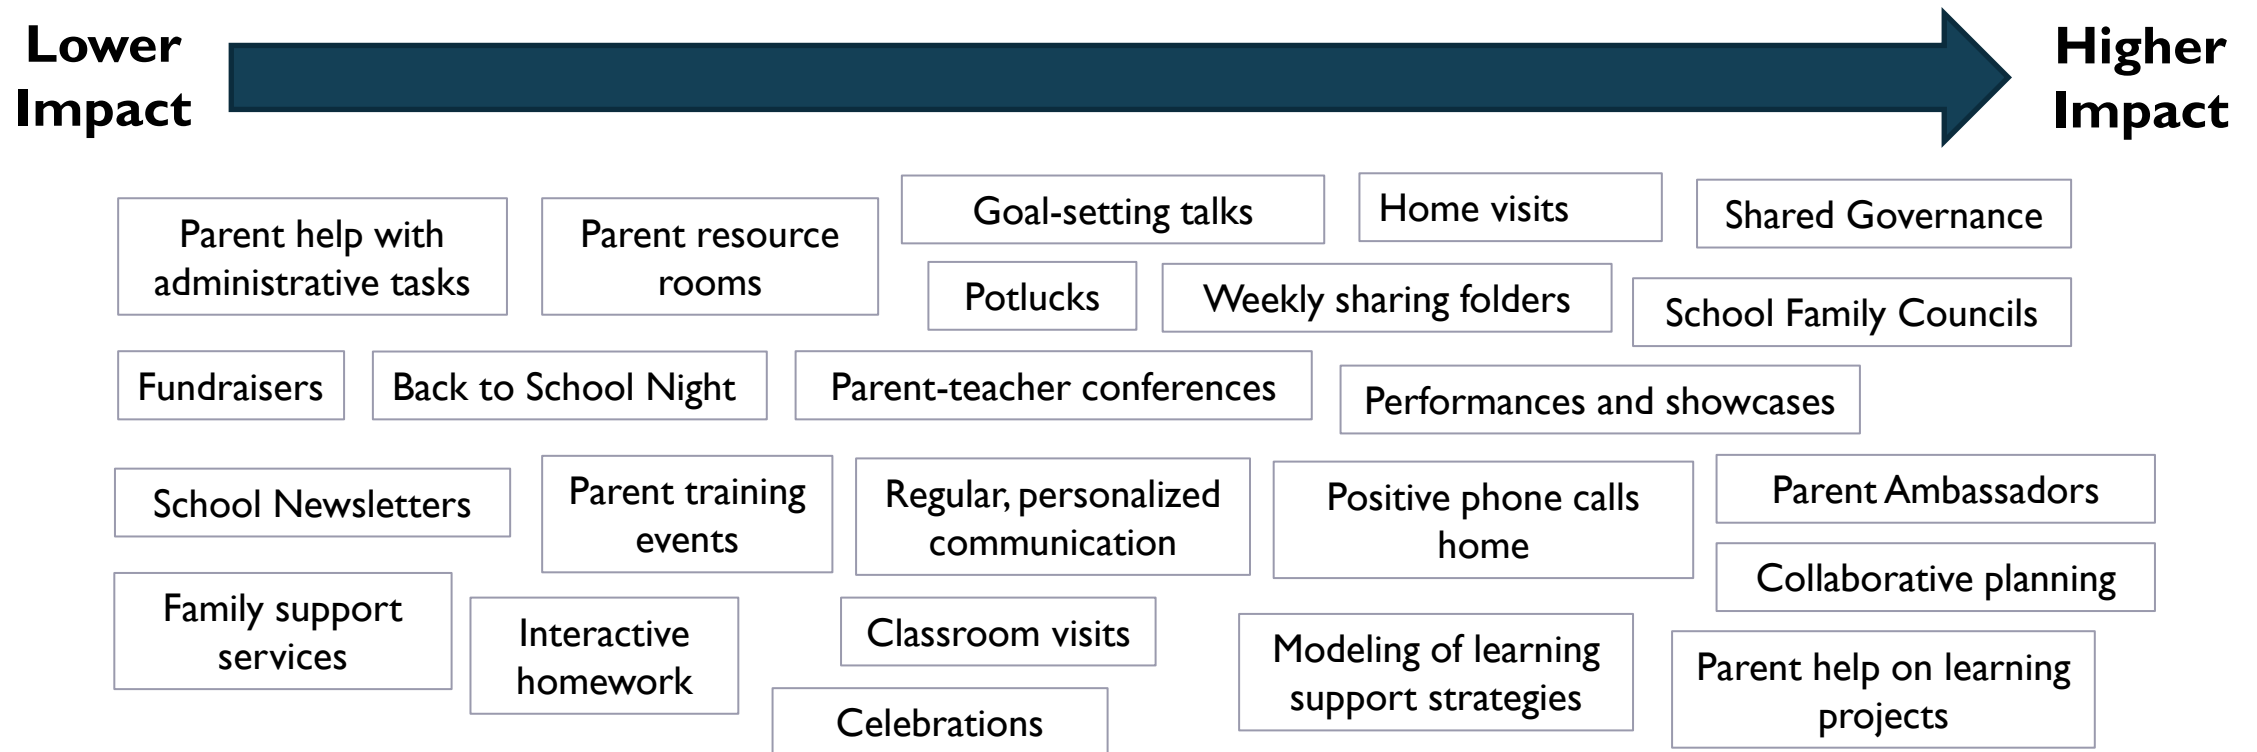 Lower
Impact
Higher
Impact
Parent help with
administrative tasks
Parent resource
rooms
Goal-setting talks
Home visits
Shared Governance
Potlucks
Weekly sharing folders
School Family Councils
Fundraisers
Back to School Night
Parent-teacher conferences
Performances and showcases
School Newsletters
Parent training
events
Regular, personalized
communication
Positive phone calls
home
Parent Ambassadors
Collaborative planning
Family support
services
Interactive
homework
Classroom visits
Modeling of learning
support strategies
Parent help on learning
projects
Celebrations